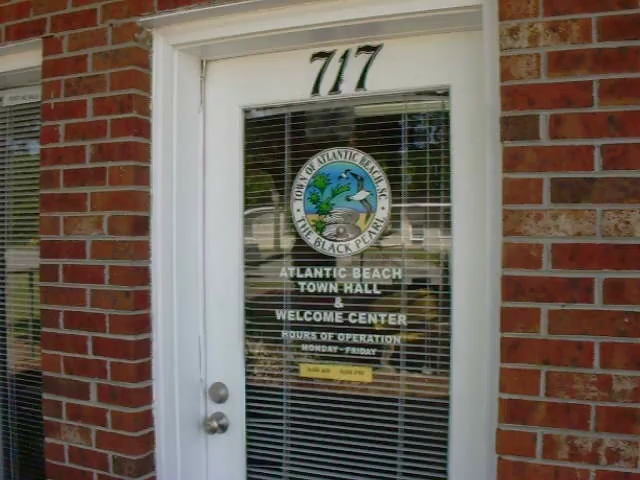 717
TOWN OF ATLANTIC BEACH, SC
THE BLACK PEARL
ATLANTIC BEACH
TOWN HALL
&
WELCOME CENTER
HOURS OF OPERATION
MONDAY - FRIDAY